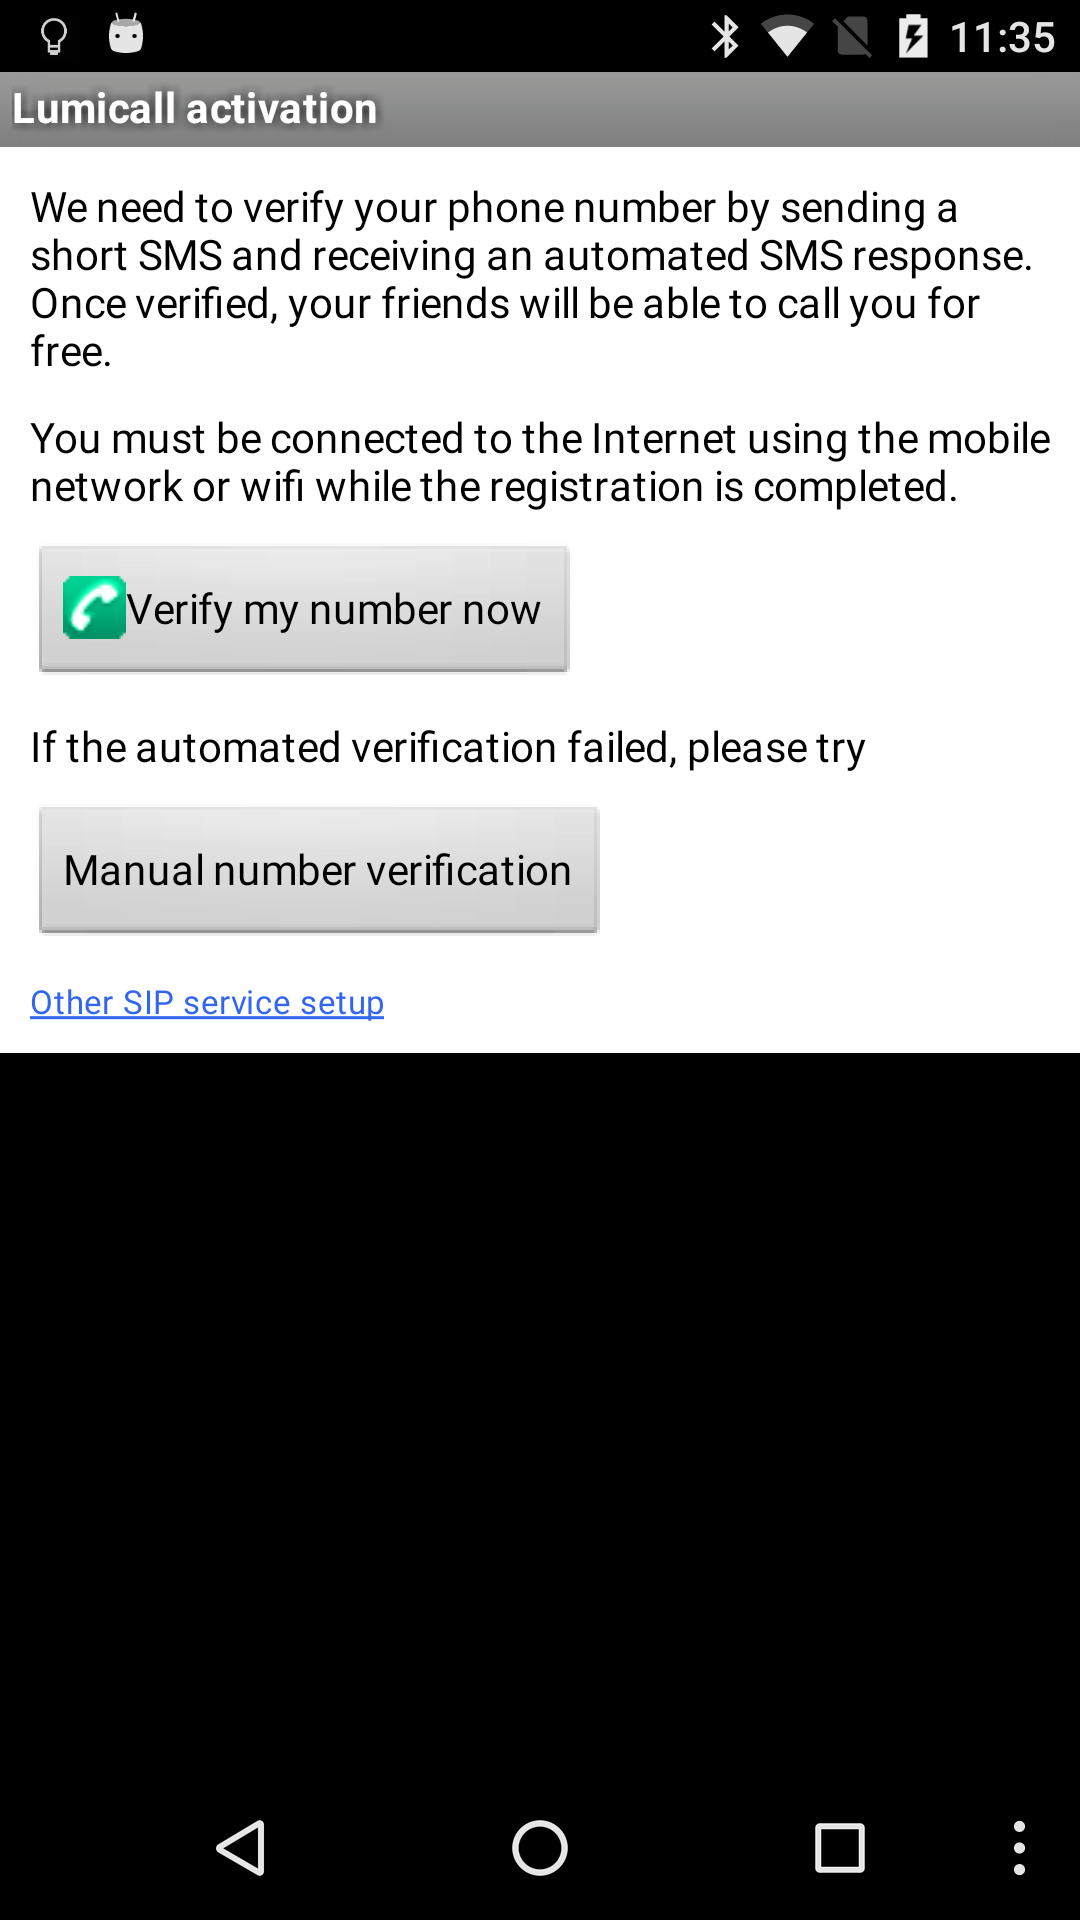 11:35
Lumicall activation
We need to verify your phone number by sending a
short SMS and receiving an automated SMS response.
Once verified, your friends will be able to call you for
free.
You must be connected to the Internet using the mobile
network or wifi while the registration is completed.
Verify my number now
If the automated verification failed, please try
Manual number verification
Other SIP service setup